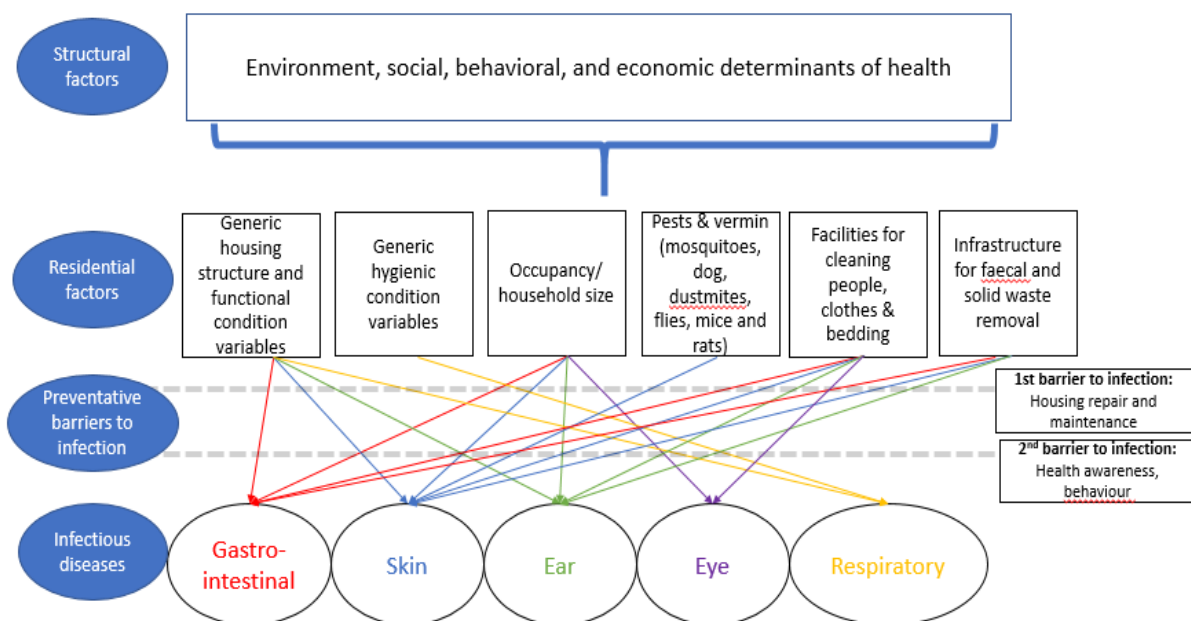 Structural
factors
Environment, social, behavioral, and economic determinants of health
Residential
factors
Generic
housing
structure and
functional
condition
variables
Generic
hygienic
condition
variables
Occupancy/
household size
Pests & vermin
(mosquitoes,
dog,
dustmites,
flies, mice and
rats)
Facilities for
cleaning
people,
clothes &
bedding
Infrastructure
for faecal and
solid waste
removal
Preventative
barriers to
infection
1st barrier to infection:
Housing repair and
maintenance
2nd barrier to infection:
Health awareness,
behaviour
Infectious
diseases
Gastro-
intestinal
Skin
Ear
Eye
Respiratory